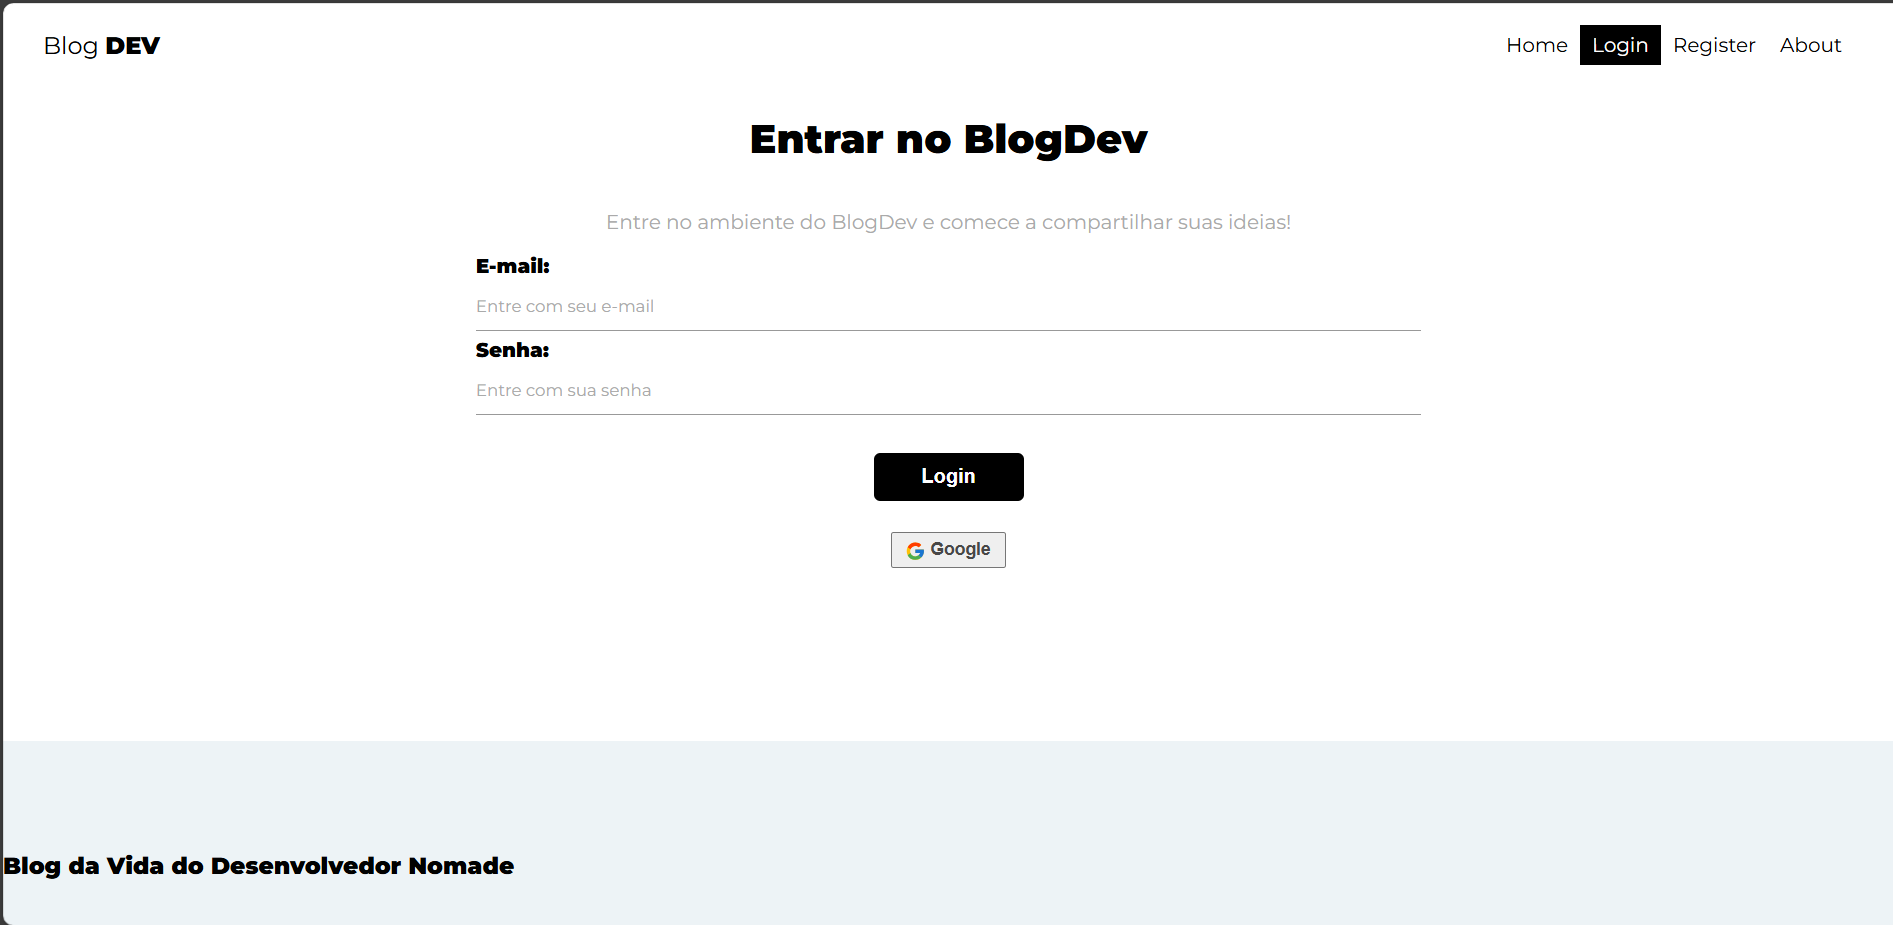 Blog DEV
Home Login Register About
Entrar no BlogDev
Entre no ambiente do BlogDev e comece a compartilhar suas ideias!
E-mail:
Entre com seu e-mail
Senha:
Entre com sua senha
Login
Google
Blog da Vida do Desenvolvedor Nomade